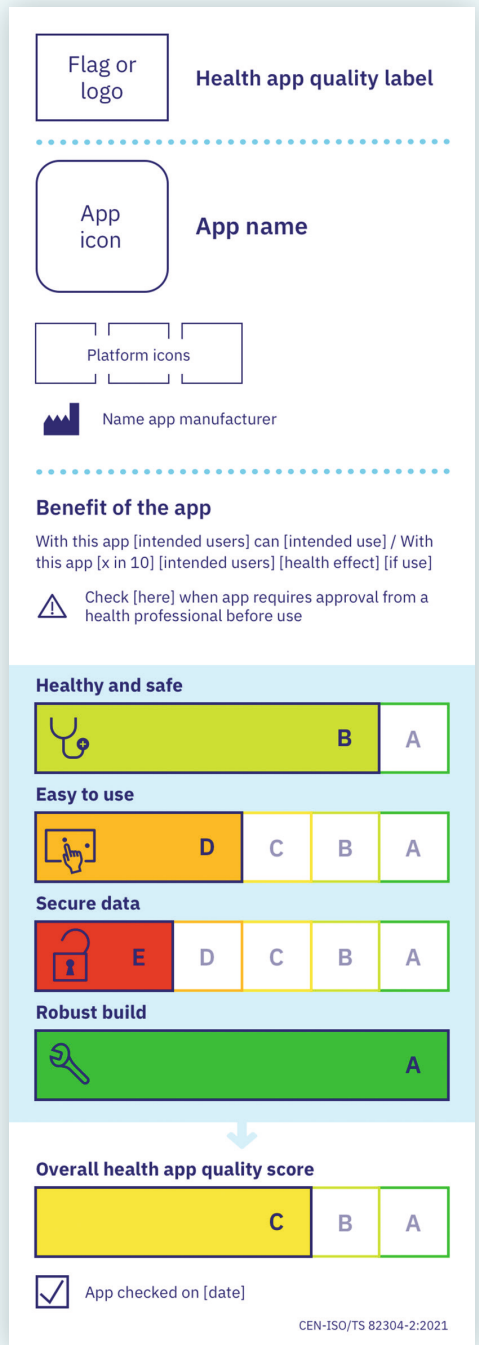 Flag or
logo
Health app quality label
App
icon
App name
Platform icons
Name app manufacturer
Benefit of the app
With this app [intended users] can [intended use] / With
this app [x in 10] [intended users] [health effect] [if use]
Check [here] when app requires approval from a
health professional before use
Healthy and safe
B A
Easy to use
D C B A
Secure data
E D C B A
Robust build
A
Overall health app quality score
C B A
App checked on [date]
CEN-ISO/TS 82304-2:2021